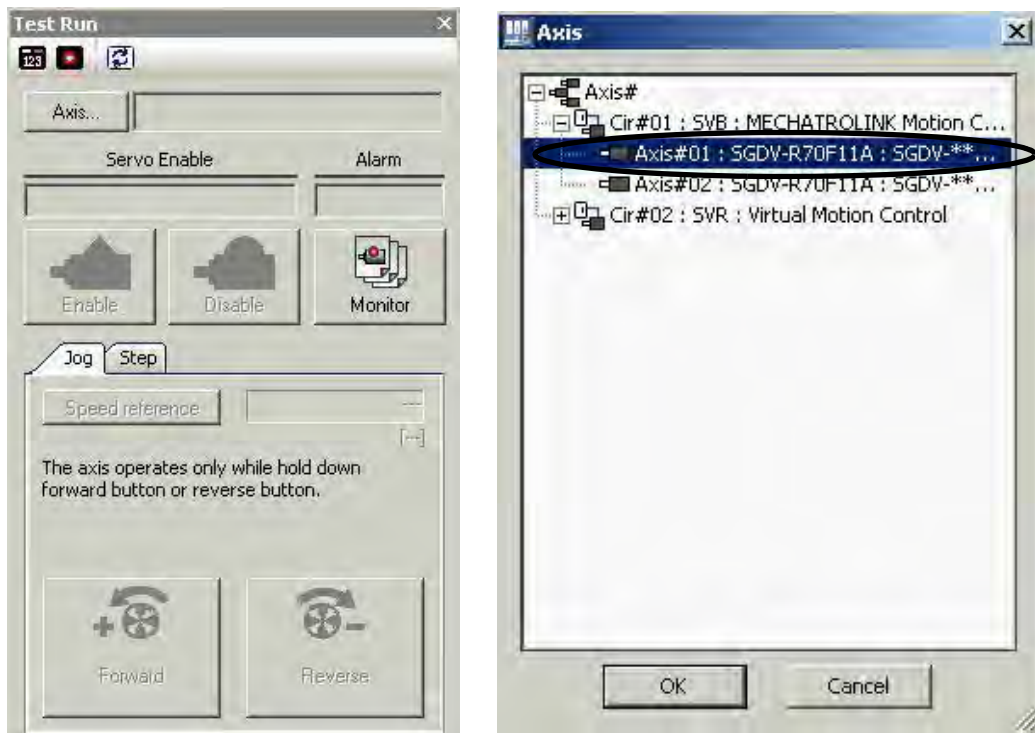 Test Run
123
Axis...
Servo Enable
Alarm
Enable
Disable
Monitor
Jog
Step
Speed reference
---
[---]
The axis operates only while hold down
forward button or reverse button.
Forward
Reverse
Axis
Axis#
Cir#01 : SVB : MECHATROLINK Motion C...
Axis#01 : SGDV-R70F11A : SGDV-**...
Axis#02 : SGDV-R70F11A : SGDV-**...
Cir#02 : SVR : Virtual Motion Control
OK
Cancel